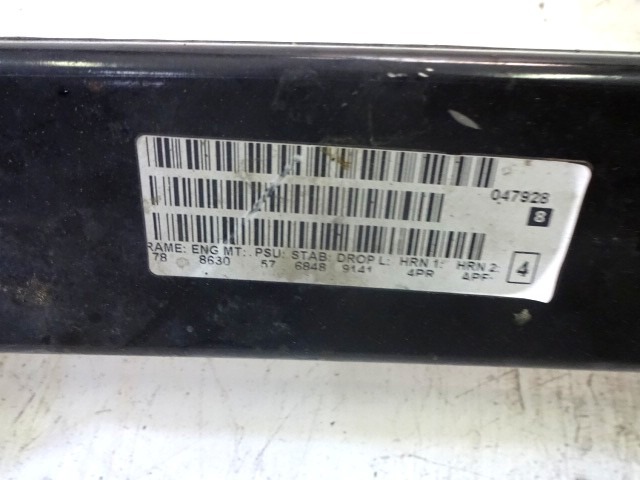 047928
8
RAME: ENG MT: PSU: STAB: DROP L: HRN 1: HRN 2:
78 8630 57 6848 9141 4PR 4PF
4